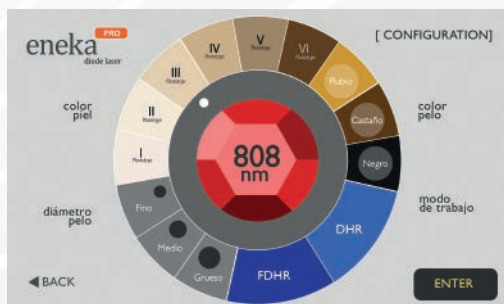 eneka PRO
diode laser
[ CONFIGURATION]
color
piel
color
pelo
diámetro
pelo
modo
de trabajo
I
II
III
IV
V
VI
Rubio
Castaño
Negro
DHR
FDHR
Grueso
Medio
Fino
808
nm
◀ BACK
ENTER